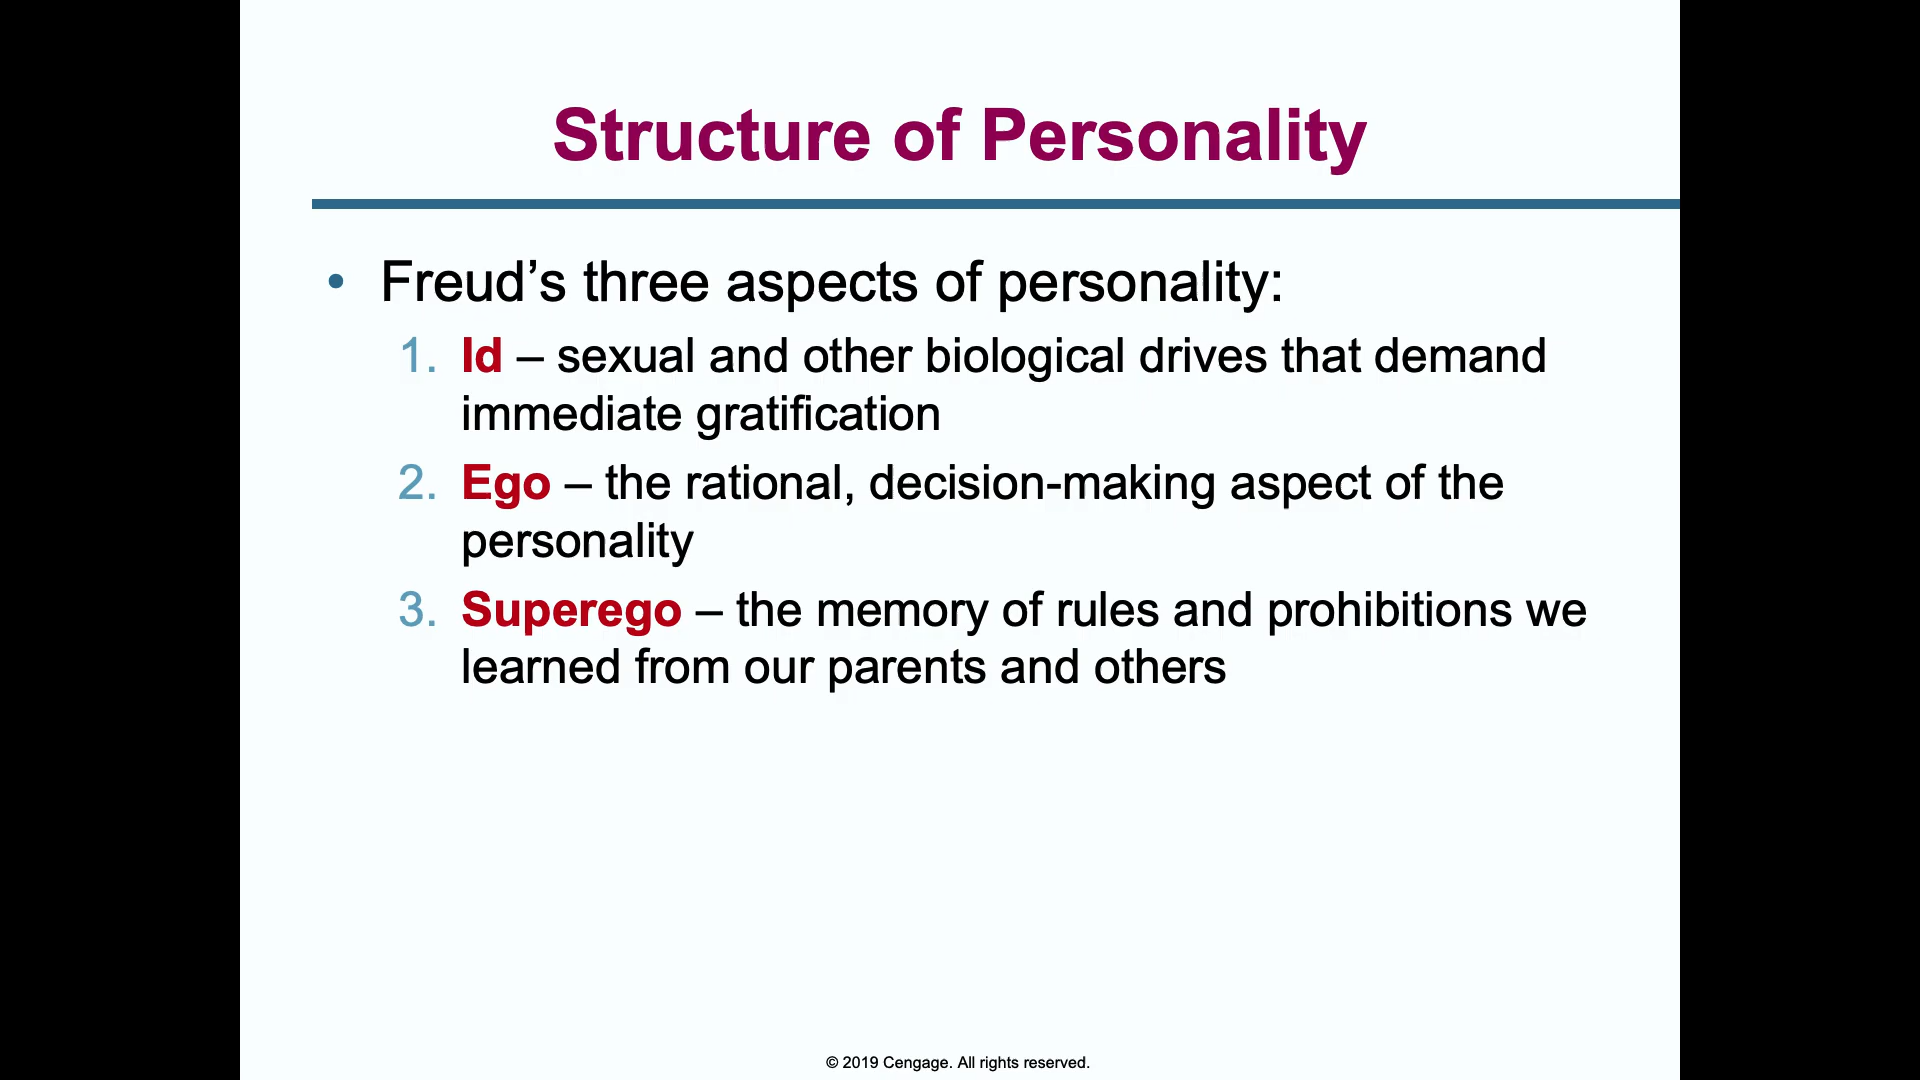 Structure of Personality
• Freud’s three aspects of personality:
1. Id – sexual and other biological drives that demand
immediate gratification
2. Ego – the rational, decision-making aspect of the
personality
3. Superego – the memory of rules and prohibitions we
learned from our parents and others
© 2019 Cengage. All rights reserved.